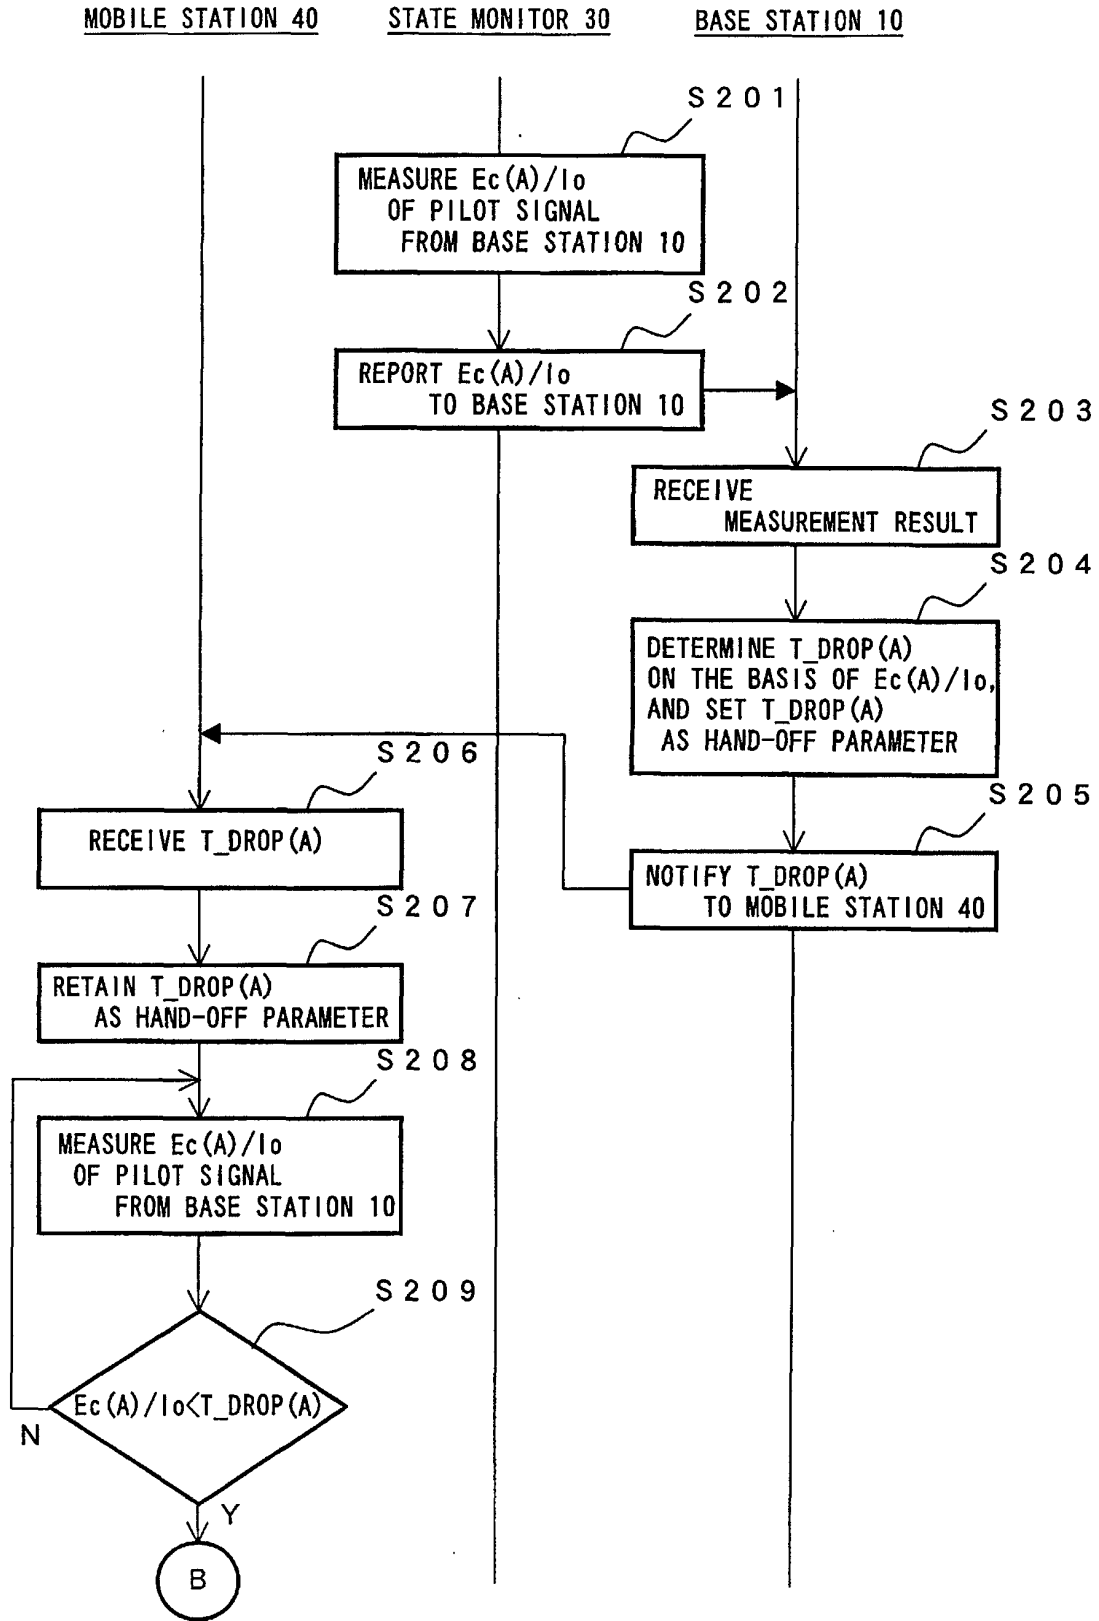 MOBILE STATION 40
STATE MONITOR 30
BASE STATION 10
S201
MEASURE Ec(A)/Io
OF PILOT SIGNAL
FROM BASE STATION 10
S202
REPORT Ec(A)/Io
TO BASE STATION 10
S203
RECEIVE
MEASUREMENT RESULT
S204
DETERMINE T_DROP(A)
ON THE BASIS OF Ec(A)/Io,
AND SET T_DROP(A)
AS HAND-OFF PARAMETER
S205
NOTIFY T_DROP(A)
TO MOBILE STATION 40
S206
RECEIVE T_DROP(A)
S207
RETAIN T_DROP(A)
AS HAND-OFF PARAMETER
S208
MEASURE Ec(A)/Io
OF PILOT SIGNAL
FROM BASE STATION 10
S209
Ec(A)/Io<T_DROP(A)
N
Y
B